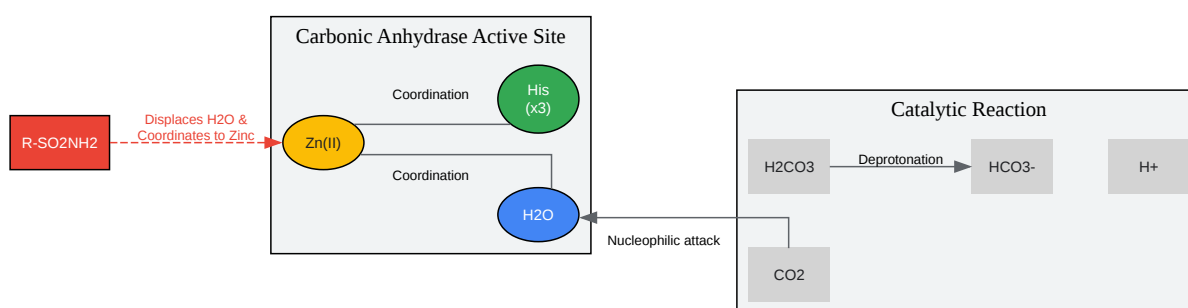 Carbonic Anhydrase Active Site
His
(x3)
Coordination
Displaces H2O &
Coordinates to Zinc
R-SO2NH2
Zn(II)
Coordination
H2O
Nucleophilic attack
Catalytic Reaction
H2CO3
Deprotonation
HCO3-
H+
CO2